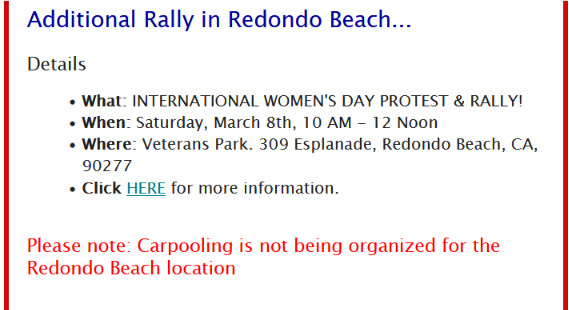 Additional Rally in Redondo Beach...
Details
• What: INTERNATIONAL WOMEN'S DAY PROTEST & RALLY!
• When: Saturday, March 8th, 10 AM - 12 Noon
• Where: Veterans Park. 309 Esplanade, Redondo Beach, CA,
90277
• Click HERE for more information.
Please note: Carpooling is not being organized for the
Redondo Beach location